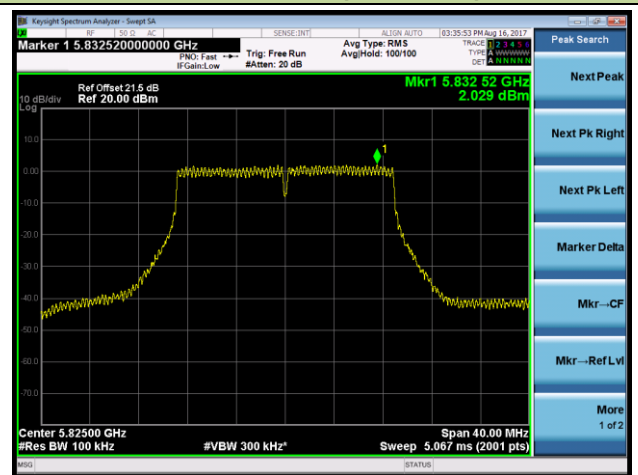 Keysight Spectrum Analyzer - Swept SA
RF 50 Ω AC SENSE:INT ALIGN AUTO 03:35:53 PM Aug 16, 2017
Marker 1 5.832520000000 GHz
PNO: Fast
IFGain:Low
Trig: Free Run
#Atten: 20 dB
Avg Type: RMS
Avg|Hold: 100/100
TRACE 1 2 3 4 5 6
TYPE A WWWWW
DET A N N N N N
Peak Search
Next Peak
Next Pk Right
Next Pk Left
Marker Delta
Mkr→CF
Mkr→Ref Lvl
More
1 of 2
Ref Offset 21.5 dB
10 dB/div Ref 20.00 dBm
Log
Mkr1 5.832 52 GHz
2.029 dBm
1
10.0
0.00
-10.0
-20.0
-30.0
-40.0
-50.0
-60.0
-70.0
Center 5.82500 GHz Span 40.00 MHz
#Res BW 100 kHz #VBW 300 kHz* Sweep 5.067 ms (2001 pts)
MSG STATUS